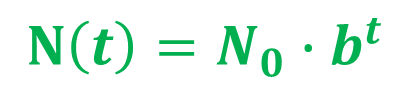 N(t) = N₀ · bᵗ